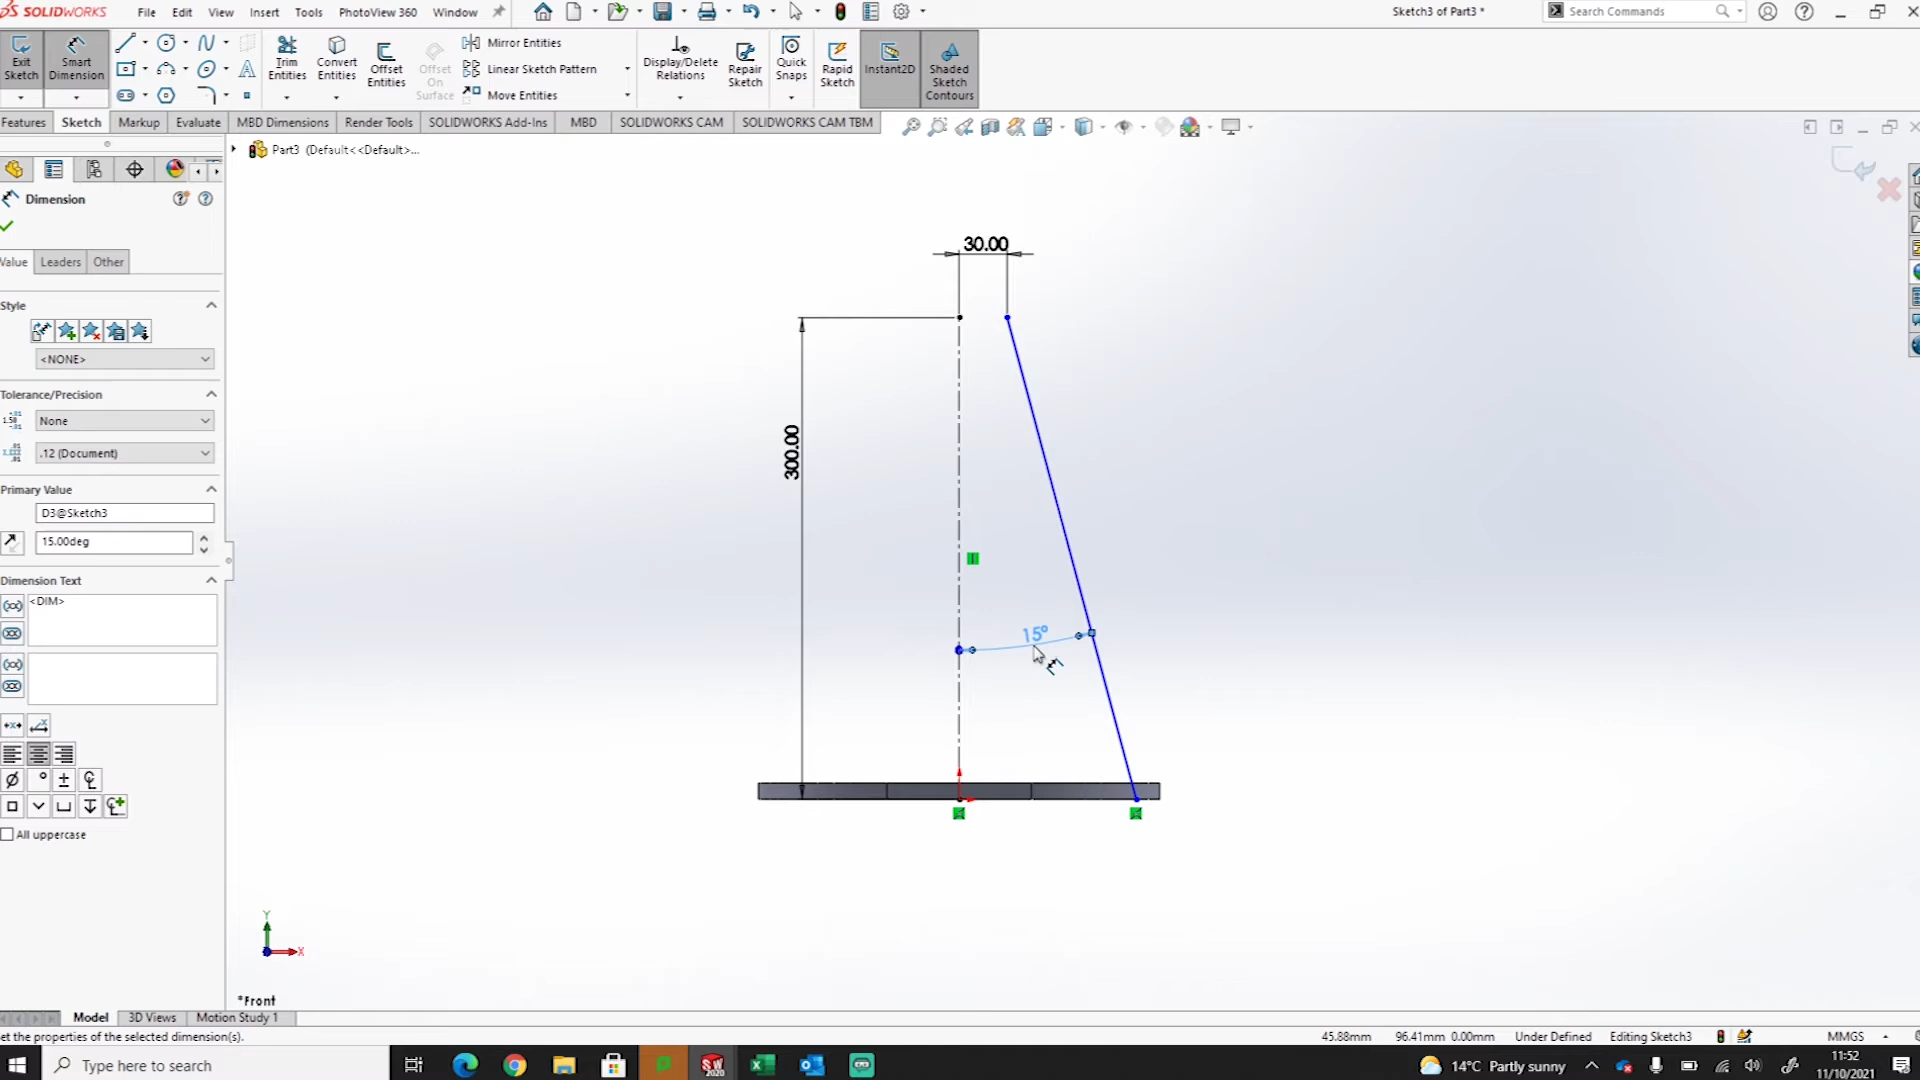 SOLIDWORKS File Edit View Insert Tools PhotoView 360 Window Sketch3 of Part3 * Search Commands
Exit Sketch
Smart Dimension
Trim Entities
Convert Entities
Offset Entities
Offset On Surface
Mirror Entities
Linear Sketch Pattern
Move Entities
Display/Delete Relations
Repair Sketch
Quick Snaps
Rapid Sketch
Instant2D
Shaded Sketch Contours
Features Sketch Markup Evaluate MBD Dimensions Render Tools SOLIDWORKS Add-Ins MBD SOLIDWORKS CAM SOLIDWORKS CAM TBM
Part3 (Default<<Default>...
Dimension
Value Leaders Other
Style
<NONE>
Tolerance/Precision
None
.12 (Document)
Primary Value
D3@Sketch3
15.00deg
Dimension Text
<DIM>
All uppercase
30.00
300.00
15°
Y
X
*Front
Model 3D Views Motion Study 1
et the properties of the selected dimension(s). 45.88mm 96.41mm 0.00mm Under Defined Editing Sketch3 MMGS
Type here to search
SW 2020
14°C Partly sunny
11:52
11/10/2021